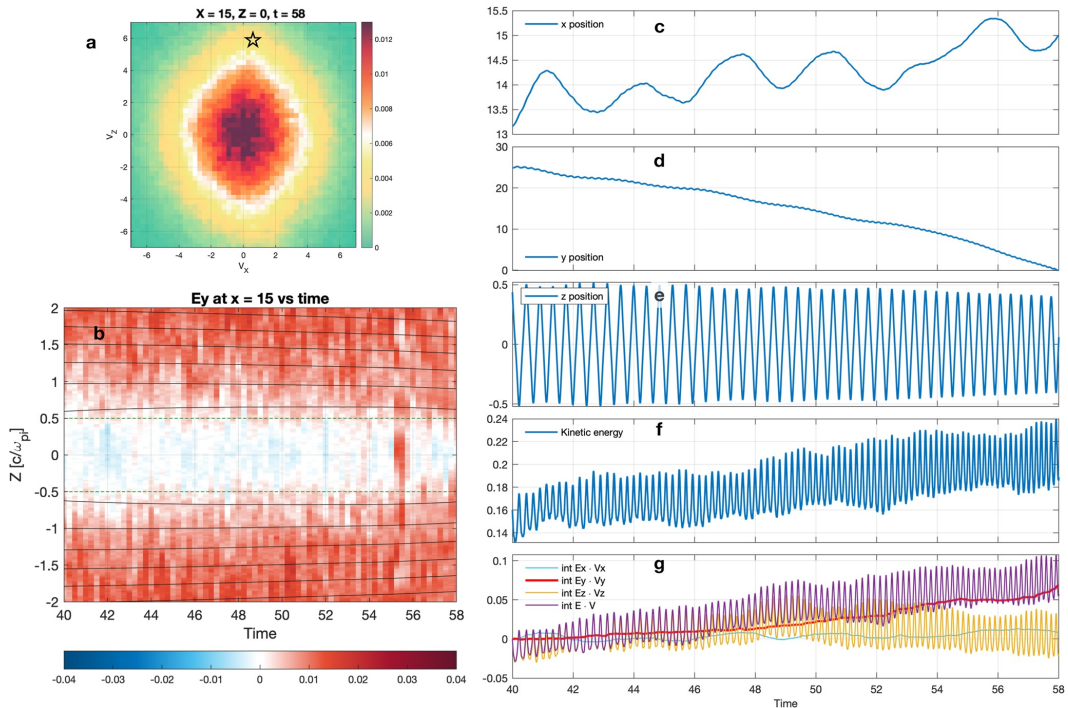 X = 15, Z = 0, t = 58
a
6
4
2
0
-2
-4
-6
V_z
-6 -4 -2 0 2 4 6
V_x
0.012
0.01
0.008
0.006
0.004
0.002
0
Ey at x = 15 vs time
b
2
1.5
1
0.5
0
-0.5
-1
-1.5
-2
Z [c/ω_pi]
40 42 44 46 48 50 52 54 56 58
Time
-0.04 -0.03 -0.02 -0.01 0 0.01 0.02 0.03 0.04
15.5
15
14.5
14
13.5
13
x position
c
30
20
10
0
d
y position
0.5
0
-0.5
z position
e
0.24
0.22
0.2
0.18
0.16
0.14
Kinetic energy
f
0.1
0.05
0
-0.05
int Ex · Vx
int Ey · Vy
int Ez · Vz
int E · V
g
40 42 44 46 48 50 52 54 56 58
Time